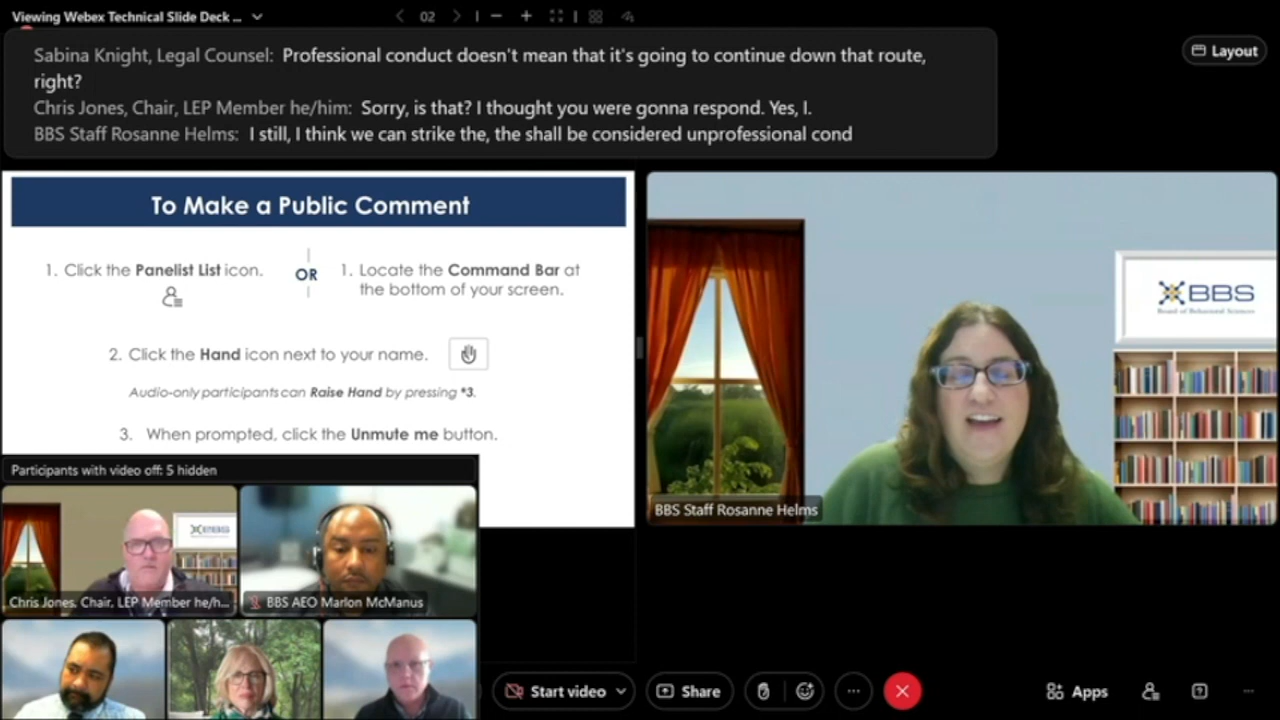 Viewing Webex Technical Slide Deck ...
02
Sabina Knight, Legal Counsel: Professional conduct doesn't mean that it's going to continue down that route,
right?
Chris Jones, Chair, LEP Member he/him: Sorry, is that? I thought you were gonna respond. Yes, I.
BBS Staff Rosanne Helms: I still, I think we can strike the, the shall be considered unprofessional cond
Layout
To Make a Public Comment
1. Click the Panelist List icon.
OR
1. Locate the Command Bar at
the bottom of your screen.
2. Click the Hand icon next to your name.
Audio-only participants can Raise Hand by pressing *3.
3. When prompted, click the Unmute me button.
BBS
Board of Behavioral Sciences
BBS Staff Rosanne Helms
Participants with video off: 5 hidden
Chris Jones, Chair, LEP Member he/h...
BBS AEO Marlon McManus
Start video
Share
Apps